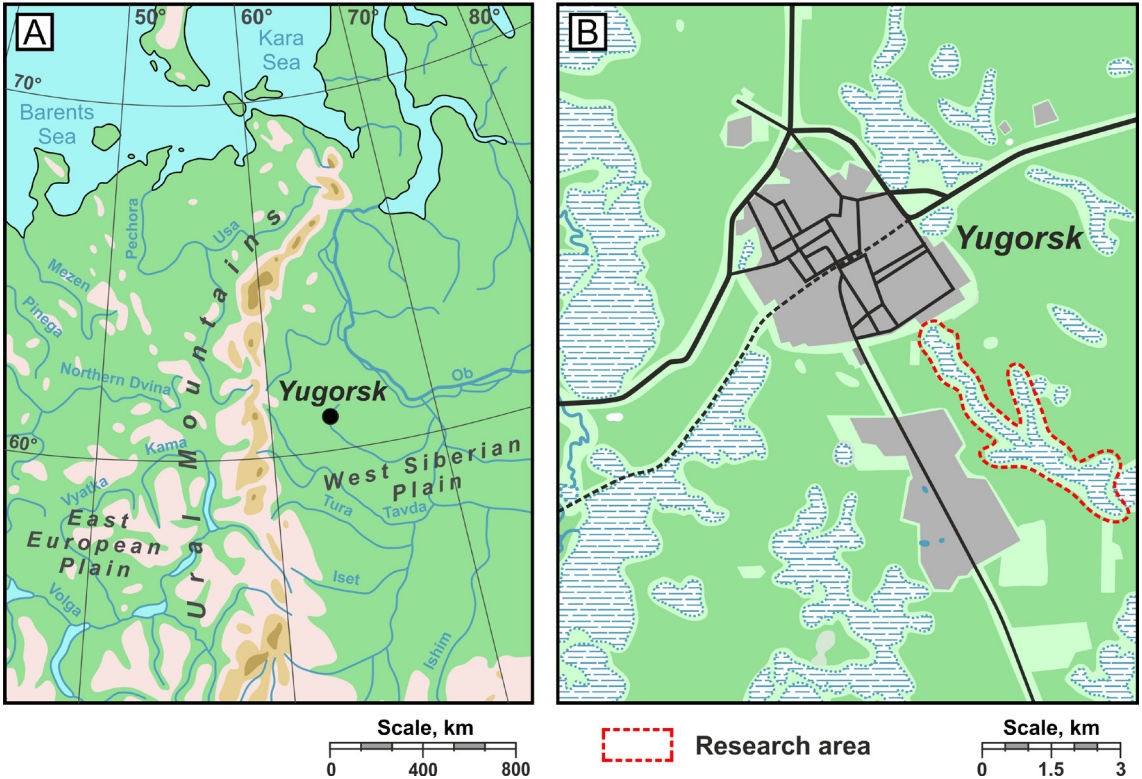 A
50°
60°
70°
80°
Kara
Sea
70°
Barents
Sea
Pechora
Usa
Mezen
Pinega
Ural Mountains
Northern Dvina
Ob
Yugorsk
60°
Kama
West Siberian
Plain
Vyatka
Tura
Tavda
East
European
Plain
Iset
Volga
Ishim
Scale, km
0 400 800
B
Yugorsk
Research area
Scale, km
0 1.5 3